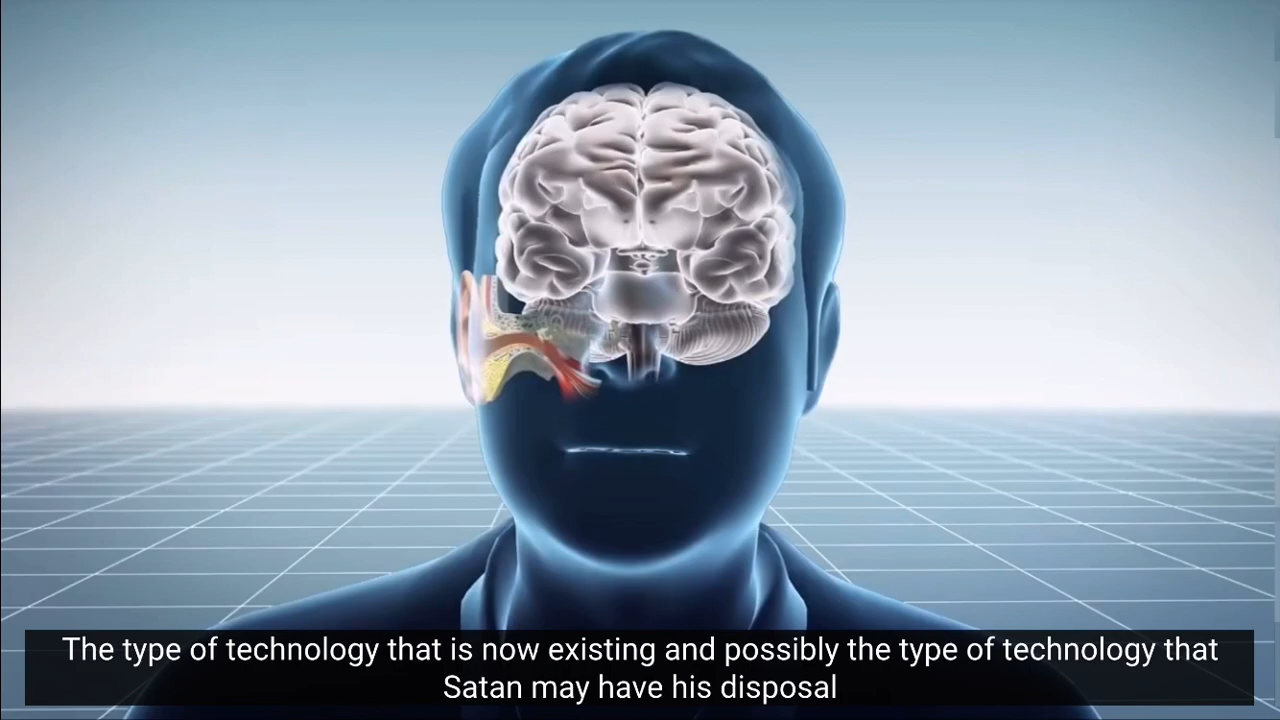 The type of technology that is now existing and possibly the type of technology that
Satan may have his disposal